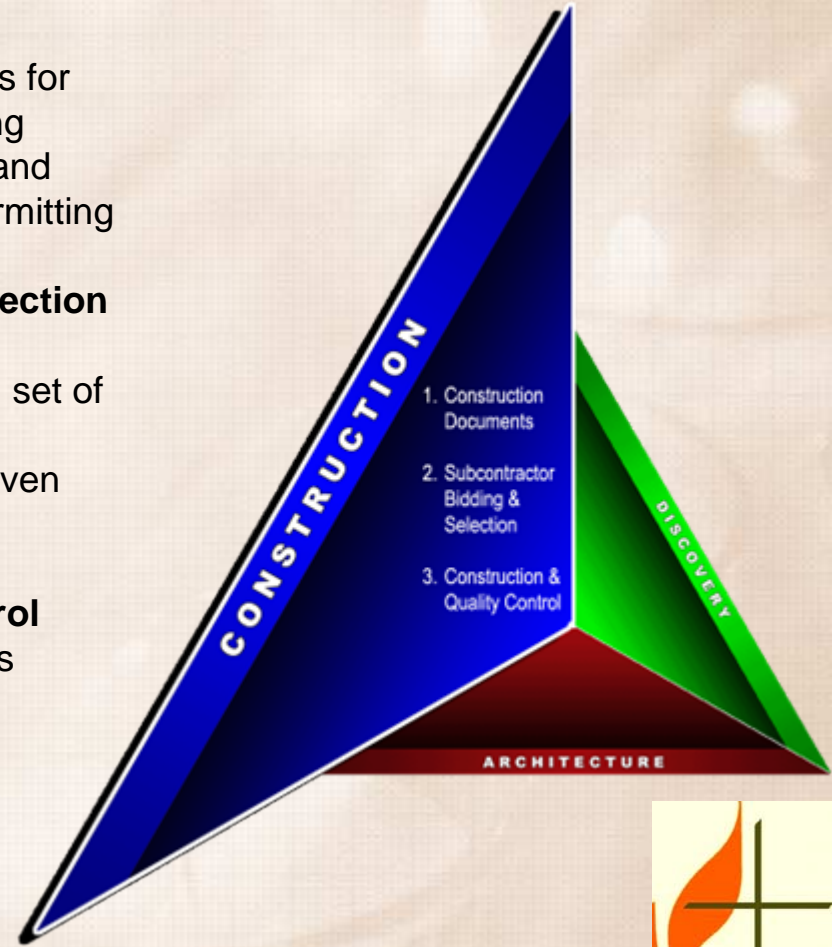 s for
ng
and
rmitting
ection
set of
ven
rol
s
CONSTRUCTION
1. Construction
Documents
2. Subcontractor
Bidding &
Selection
3. Construction &
Quality Control
DISCOVERY
ARCHITECTURE